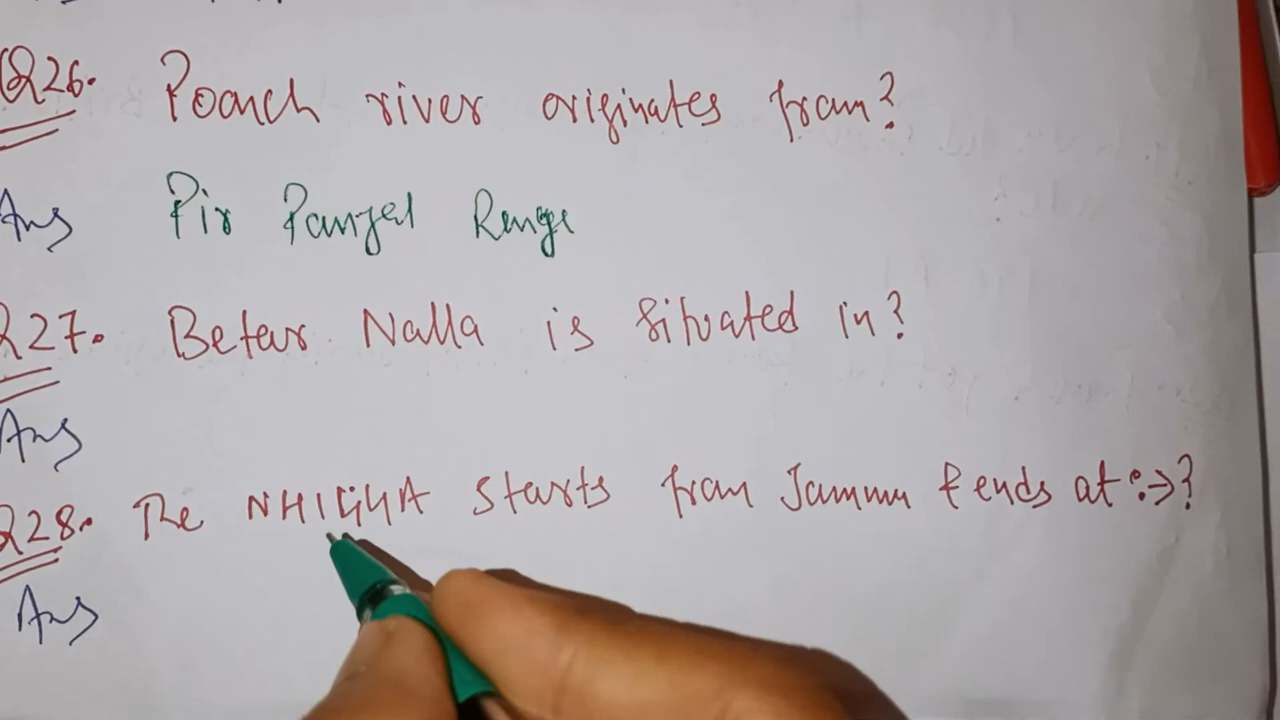 Q26. Poonch river originates from?
Ans Pir Panjal Range
Q27. Betar Nalla is situated in?
Ans
Q28. The NH144A starts from Jammu & ends at :->?
Ans